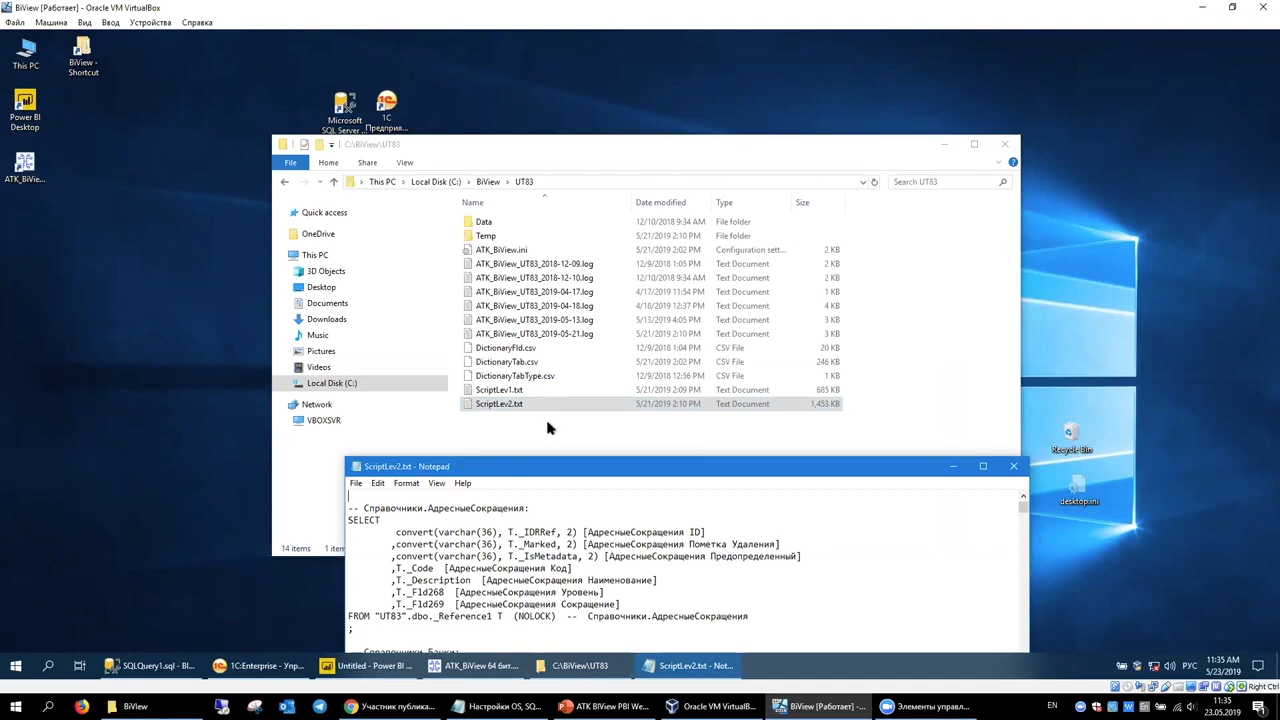 BiView [Работает] - Oracle VM VirtualBox
Файл Машина Вид Ввод Устройства Справка
This PC
BiView - Shortcut
Power BI Desktop
ATK_BiVie...
Microsoft SQL Server ...
1C Предприя...
C:\BiView\UT83
File Home Share View
This PC Local Disk (C:) BiView UT83
Search UT83
Name Date modified Type Size
Quick access
OneDrive
This PC
3D Objects
Desktop
Documents
Downloads
Music
Pictures
Videos
Local Disk (C:)
Network
VBOXSVR
Data 12/10/2018 9:34 AM File folder
Temp 5/21/2019 2:10 PM File folder
ATK_BiView.ini 5/21/2019 2:02 PM Configuration sett... 2 KB
ATK_BiView_UT83_2018-12-09.log 12/9/2018 1:05 PM Text Document 2 KB
ATK_BiView_UT83_2018-12-10.log 12/10/2018 9:34 AM Text Document 2 KB
ATK_BiView_UT83_2019-04-17.log 4/17/2019 11:54 PM Text Document 1 KB
ATK_BiView_UT83_2019-04-18.log 4/18/2019 12:37 PM Text Document 4 KB
ATK_BiView_UT83_2019-05-13.log 5/13/2019 4:05 PM Text Document 3 KB
ATK_BiView_UT83_2019-05-21.log 5/21/2019 2:10 PM Text Document 3 KB
DictionaryFld.csv 12/9/2018 1:04 PM CSV File 20 KB
DictionaryTab.csv 5/21/2019 2:02 PM CSV File 246 KB
DictionaryTabType.csv 12/9/2018 12:56 PM CSV File 1 KB
ScriptLev1.txt 5/21/2019 2:09 PM Text Document 685 KB
ScriptLev2.txt 5/21/2019 2:10 PM Text Document 1,453 KB
14 items 1 item
Recycle Bin
desktop.ini
ScriptLev2.txt - Notepad
File Edit Format View Help
-- Справочники.АдресныеСокращения:
SELECT
convert(varchar(36), T._IDRRef, 2) [АдресныеСокращения ID]
,convert(varchar(36), T._Marked, 2) [АдресныеСокращения Пометка Удаления]
,convert(varchar(36), T._IsMetadata, 2) [АдресныеСокращения Предопределенный]
,T._Code [АдресныеСокращения Код]
,T._Description [АдресныеСокращения Наименование]
,T._Fld268 [АдресныеСокращения Уровень]
,T._Fld269 [АдресныеСокращения Сокращение]
FROM "UT83".dbo._Reference1 T (NOLOCK) -- Справочники.АдресныеСокращения
;
-- Справочники.Банки:
SQLQuery1.sql - BI... 1C:Enterprise - Упр... Untitled - Power BI ... ATK_BiView 64 бит.... C:\BiView\UT83 ScriptLev2.txt - Not... РУС 11:35 AM
5/23/2019
Right Ctrl
BiView Участник публика... Настройки OS, SQ... ATK BIView PBI We... Oracle VM VirtualB... BiView [Работает] -... Элементы управл... EN 11:35
23.05.2019